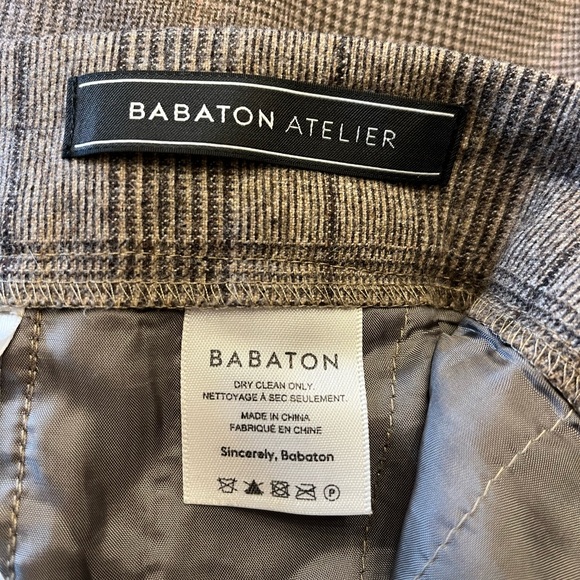 BABATON ATELIER
BABATON
DRY CLEAN ONLY.
NETTOYAGE À SEC SEULEMENT.
MADE IN CHINA
FABRIQUÉ EN CHINE
Sincerely, Babaton
P